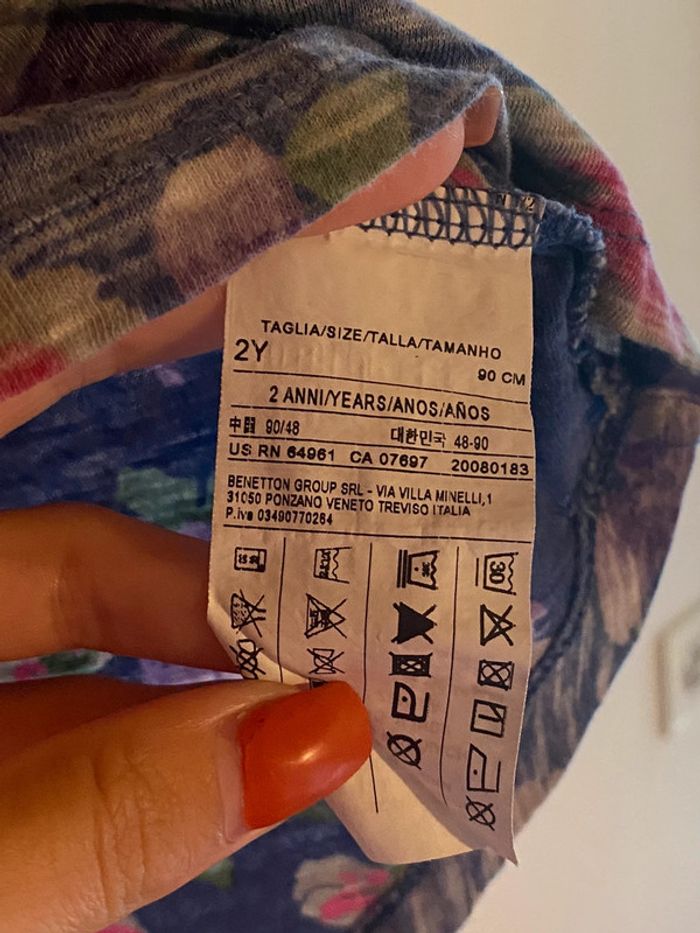 TAGLIA/SIZE/TALLA/TAMANHO
2Y
90 CM
2 ANNI/YEARS/ANOS/AÑOS
中国 90/48 대한민국 48-90
US RN 64961 CA 07697 20080183
BENETTON GROUP SRL - VIA VILLA MINELLI,1
31050 PONZANO VENETO TREVISO ITALIA
P.iva 03490770264
30